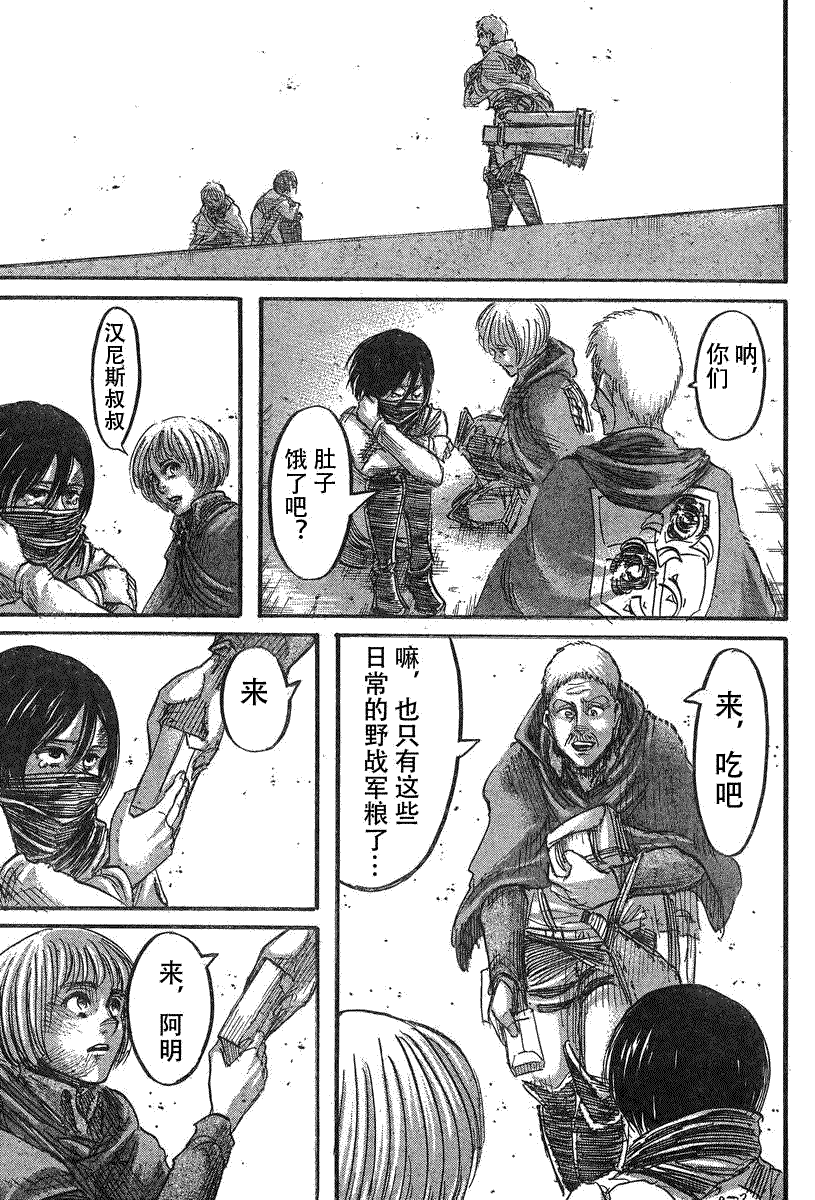 呐，
你们
肚子
饿了吧？
汉尼斯叔叔
来，吃吧
嘛，也只有这些
日常的野战军粮了…
来
来，阿明